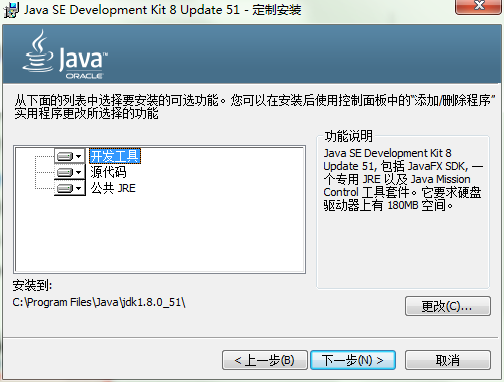 Java SE Development Kit 8 Update 51 - 定制安装
Java
ORACLE
从下面的列表中选择要安装的可选功能。您可以在安装后使用控制面板中的“添加/删除程序”
实用程序更改所选择的功能
开发工具
源代码
公共 JRE
功能说明
Java SE Development Kit 8
Update 51, 包括 JavaFX SDK, 一
个专用 JRE 以及 Java Mission
Control 工具套件。它要求硬盘
驱动器上有 180MB 空间。
安装到:
C:\Program Files\Java\jdk1.8.0_51\
更改(C)...
< 上一步(B)
下一步(N) >
取消